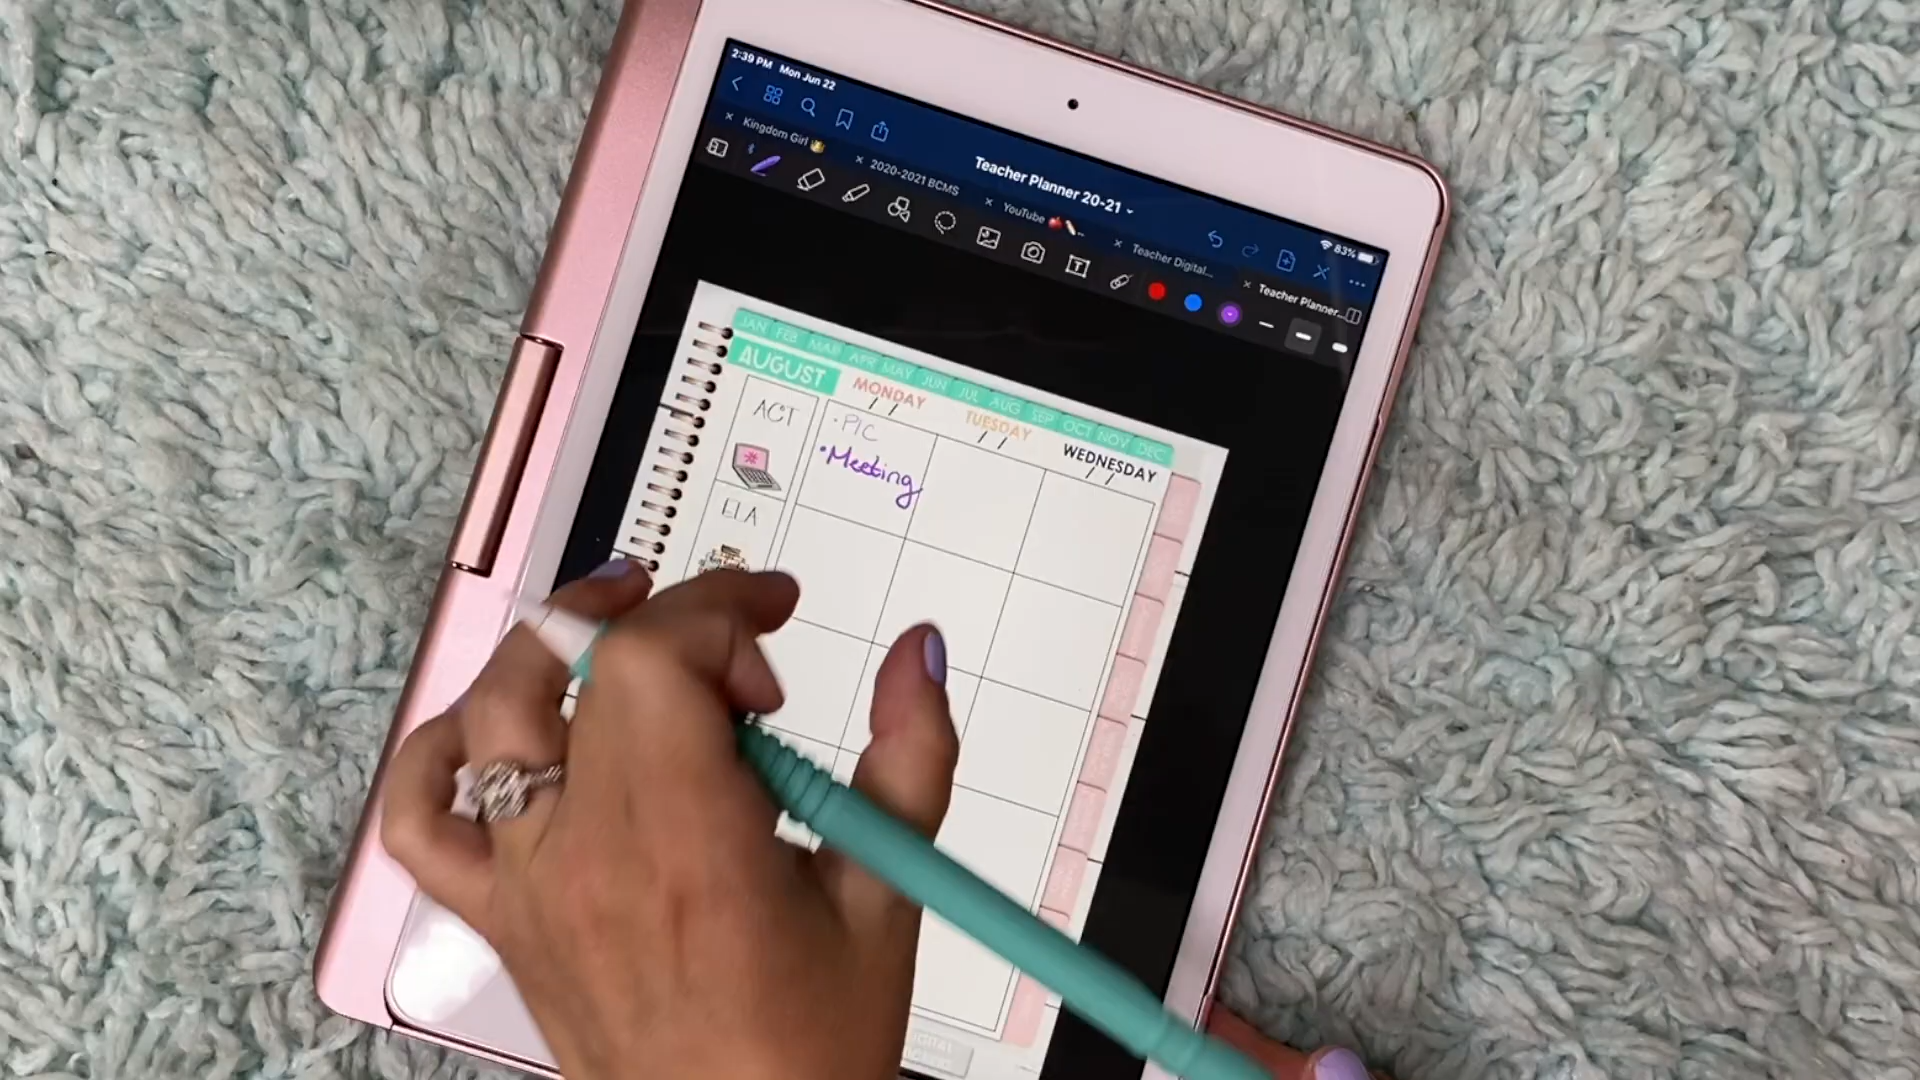 2:39 PM Mon Jun 22
83%
Teacher Planner 20-21
Kingdom Girl
2020-2021 BCMS
YouTube
Teacher Digital...
Teacher Planner...
JAN FEB MAR APR MAY JUN JUL AUG SEP OCT NOV DEC
AUGUST
MONDAY
TUESDAY
WEDNESDAY
ACT
• PIC
• Meeting
ELA
DIGITAL